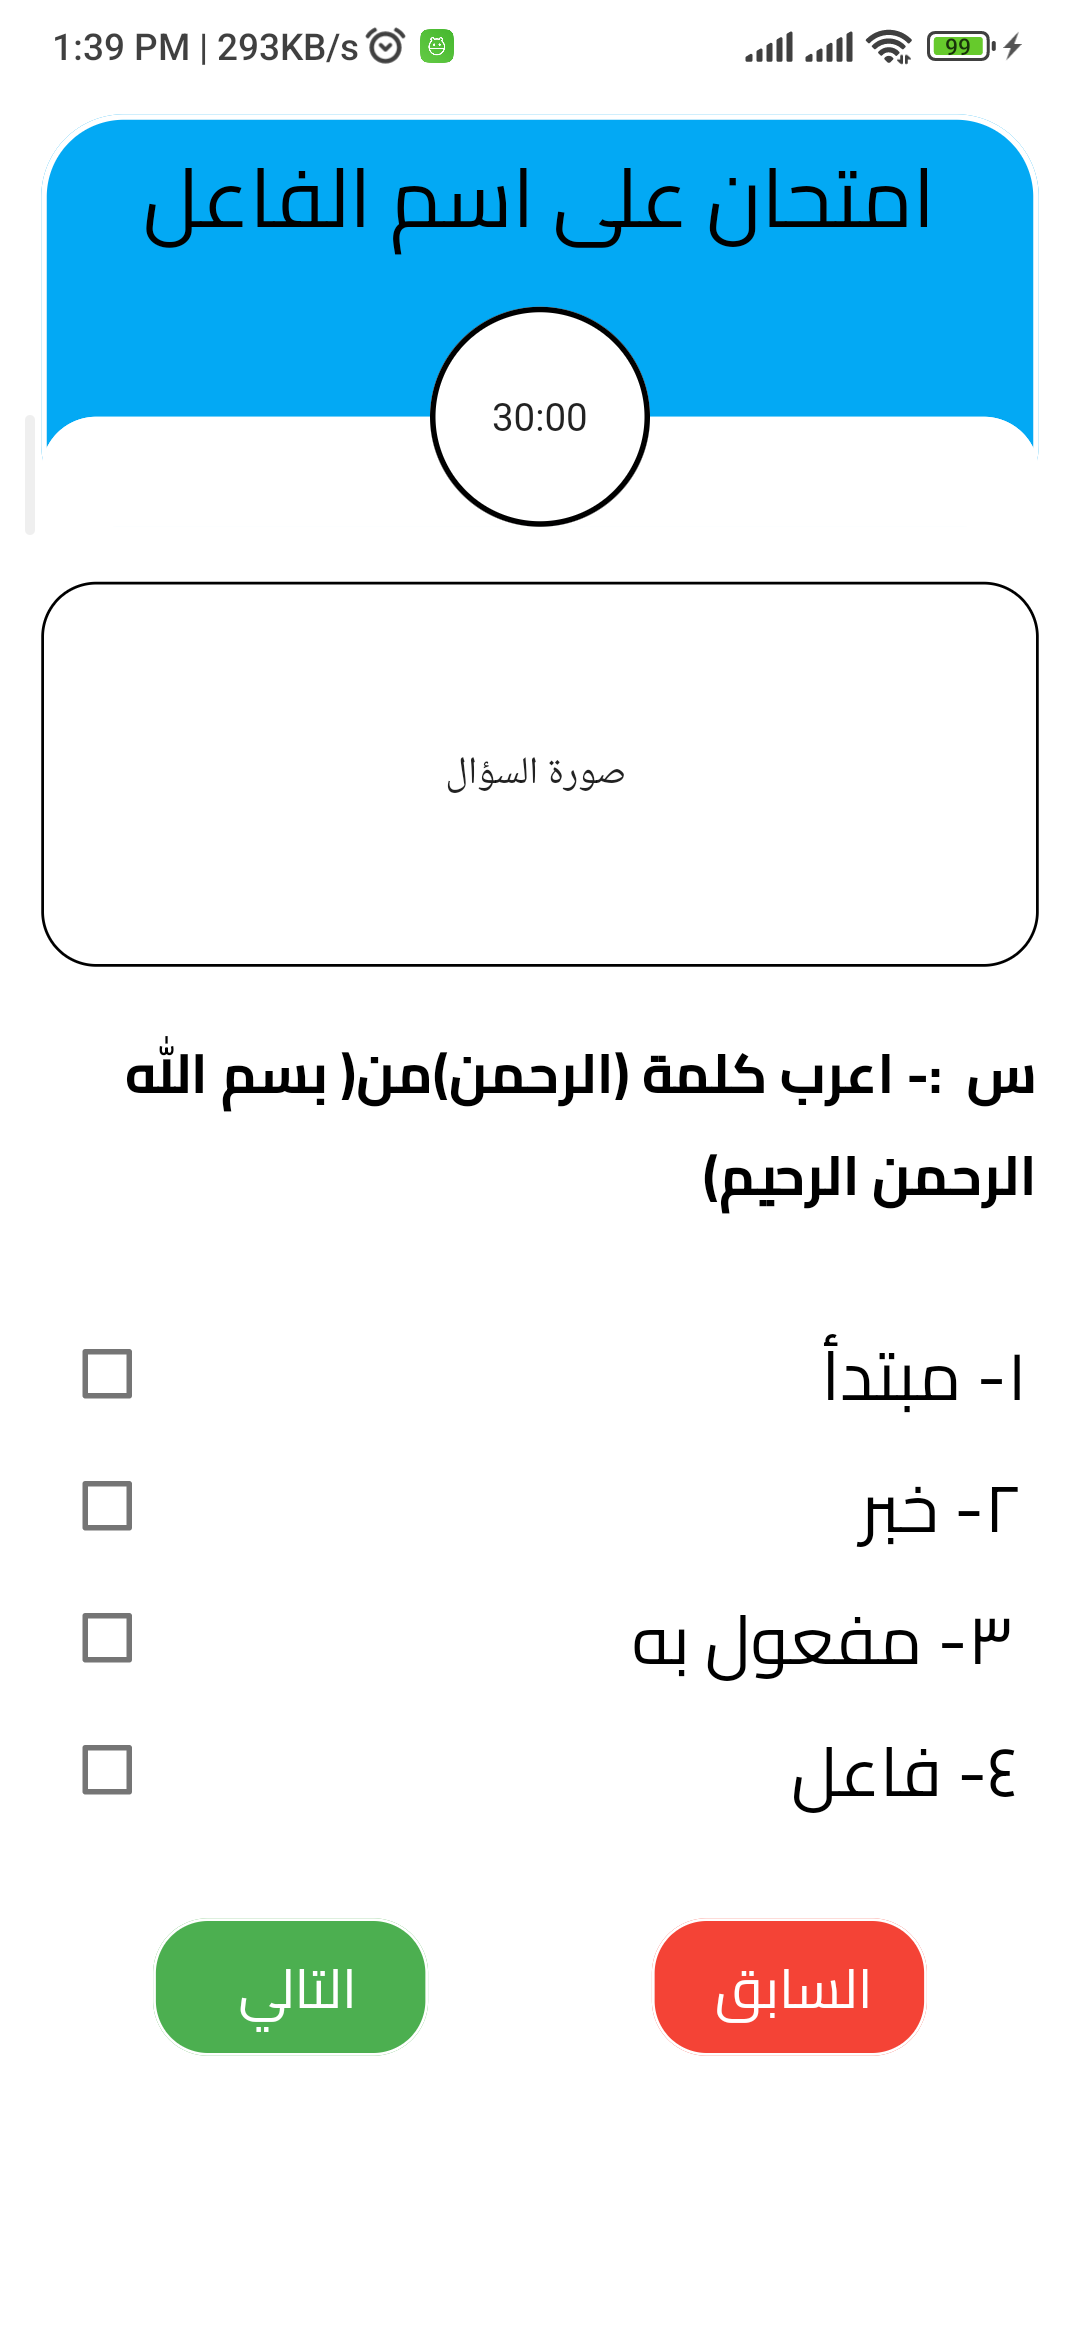 1:39 PM | 293KB/s
99
امتحان على اسم الفاعل
30:00
صورة السؤال
س :- اعرب كلمة (الرحمن)من( بسم الله
الرحمن الرحيم)
١- مبتدأ
٢- خبر
٣- مفعول به
٤- فاعل
السابق
التالي